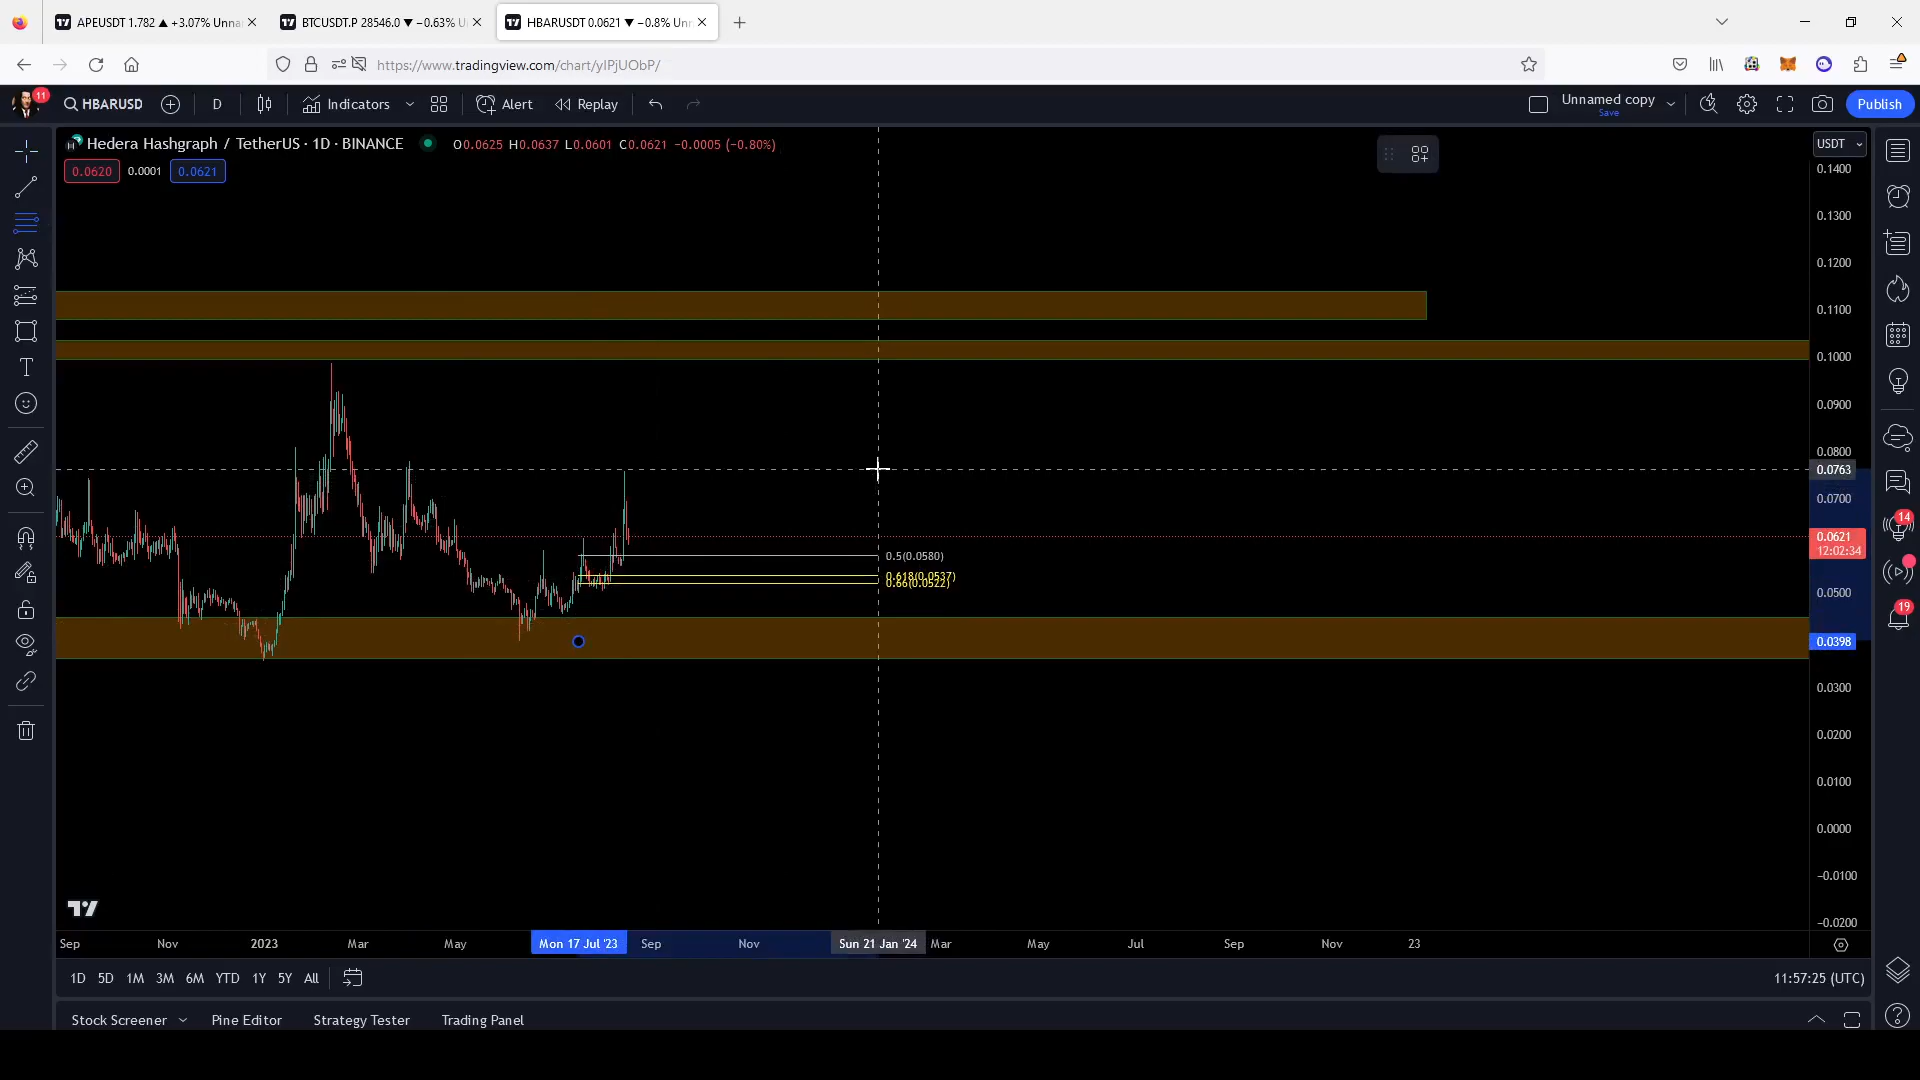 APEUSDT 1.782 ▲ +3.07% Unna
BTCUSDT.P 28546.0 ▼ −0.63% U
HBARUSDT 0.0621 ▼ −0.8% Unn
https://www.tradingview.com/chart/yIPjUObP/
11
HBARUSD
D
Indicators
Alert
Replay
Unnamed copy
Save
Publish
Hedera Hashgraph / TetherUS · 1D · BINANCE
O0.0625 H0.0637 L0.0601 C0.0621 −0.0005 (−0.80%)
USDT
0.0620
0.0001
0.0621
0.1400
0.1300
0.1200
0.1100
0.1000
0.0900
0.0800
0.0763
0.0700
0.0621
12:02:34
0.5(0.0580)
0.618(0.0537)
0.66(0.0522)
0.0500
0.0398
0.0300
0.0200
0.0100
0.0000
−0.0100
−0.0200
14
19
Sep
Nov
2023
Mar
May
Mon 17 Jul '23
Sep
Nov
Sun 21 Jan '24
Mar
May
Jul
Sep
Nov
23
1D 5D 1M 3M 6M YTD 1Y 5Y All
11:57:25 (UTC)
Stock Screener
Pine Editor
Strategy Tester
Trading Panel